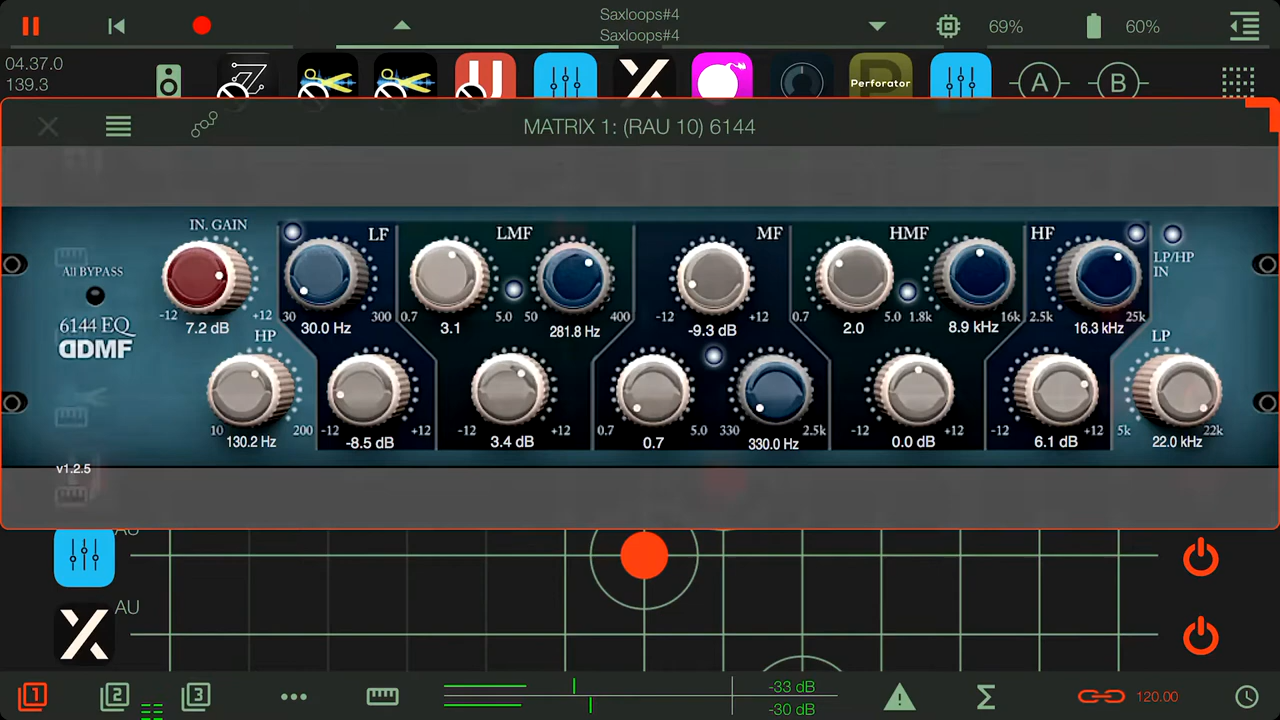 Saxloops#4
Saxloops#4
69%
60%
04.37.0
139.3
Perforator
A
B
MATRIX 1: (RAU 10) 6144
IN. GAIN
LF
LMF
MF
HMF
HF
LP/HP
IN
All BYPASS
-12 +12
7.2 dB
30 300
30.0 Hz
0.7 5.0
3.1
50 400
281.8 Hz
-12 +12
-9.3 dB
0.7 5.0
2.0
1.8k 16k
8.9 kHz
2.5k 25k
16.3 kHz
6144 EQ
DDMF
HP
LP
10 200
130.2 Hz
-12 +12
-8.5 dB
-12 +12
3.4 dB
0.7 5.0
0.7
330 2.5k
330.0 Hz
-12 +12
0.0 dB
-12 +12
6.1 dB
5k 22k
22.0 kHz
v1.2.5
AU
AU
1
2
3
-33 dB
-30 dB
Σ
120.00